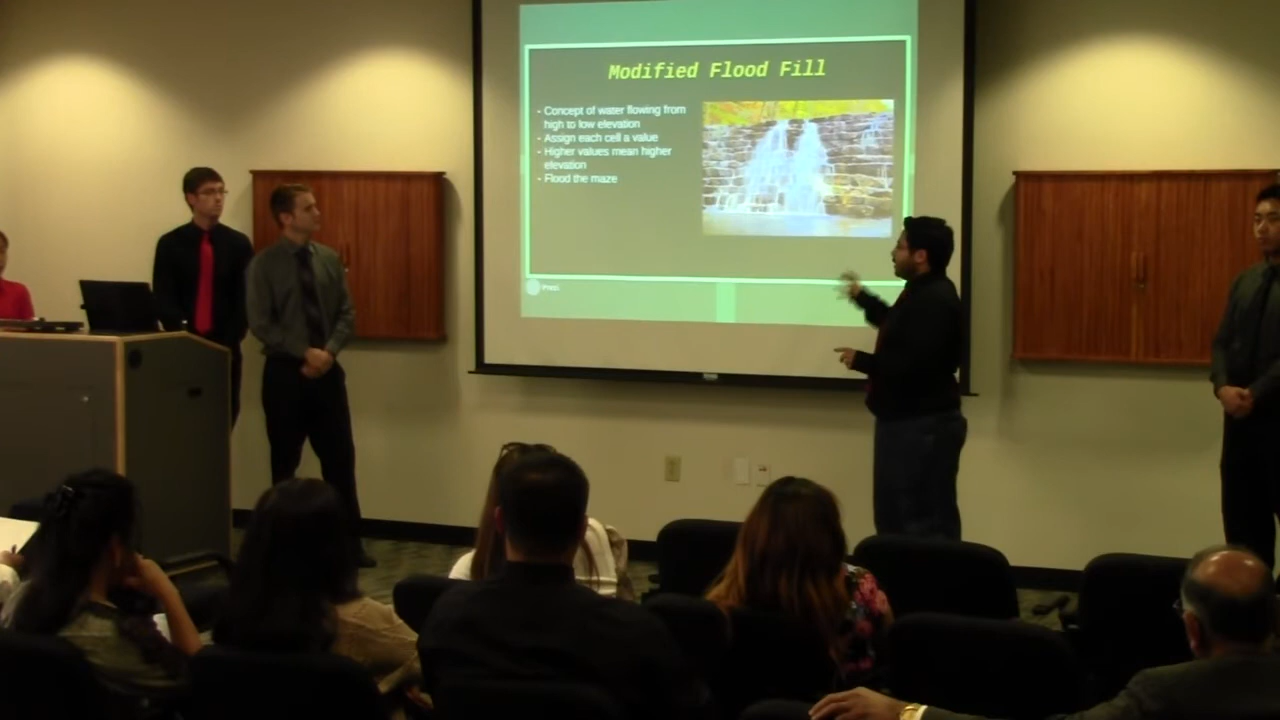 Modified Flood Fill
- Concept of water flowing from
high to low elevation
- Assign each cell a value
- Higher values mean higher
elevation
- Flood the maze